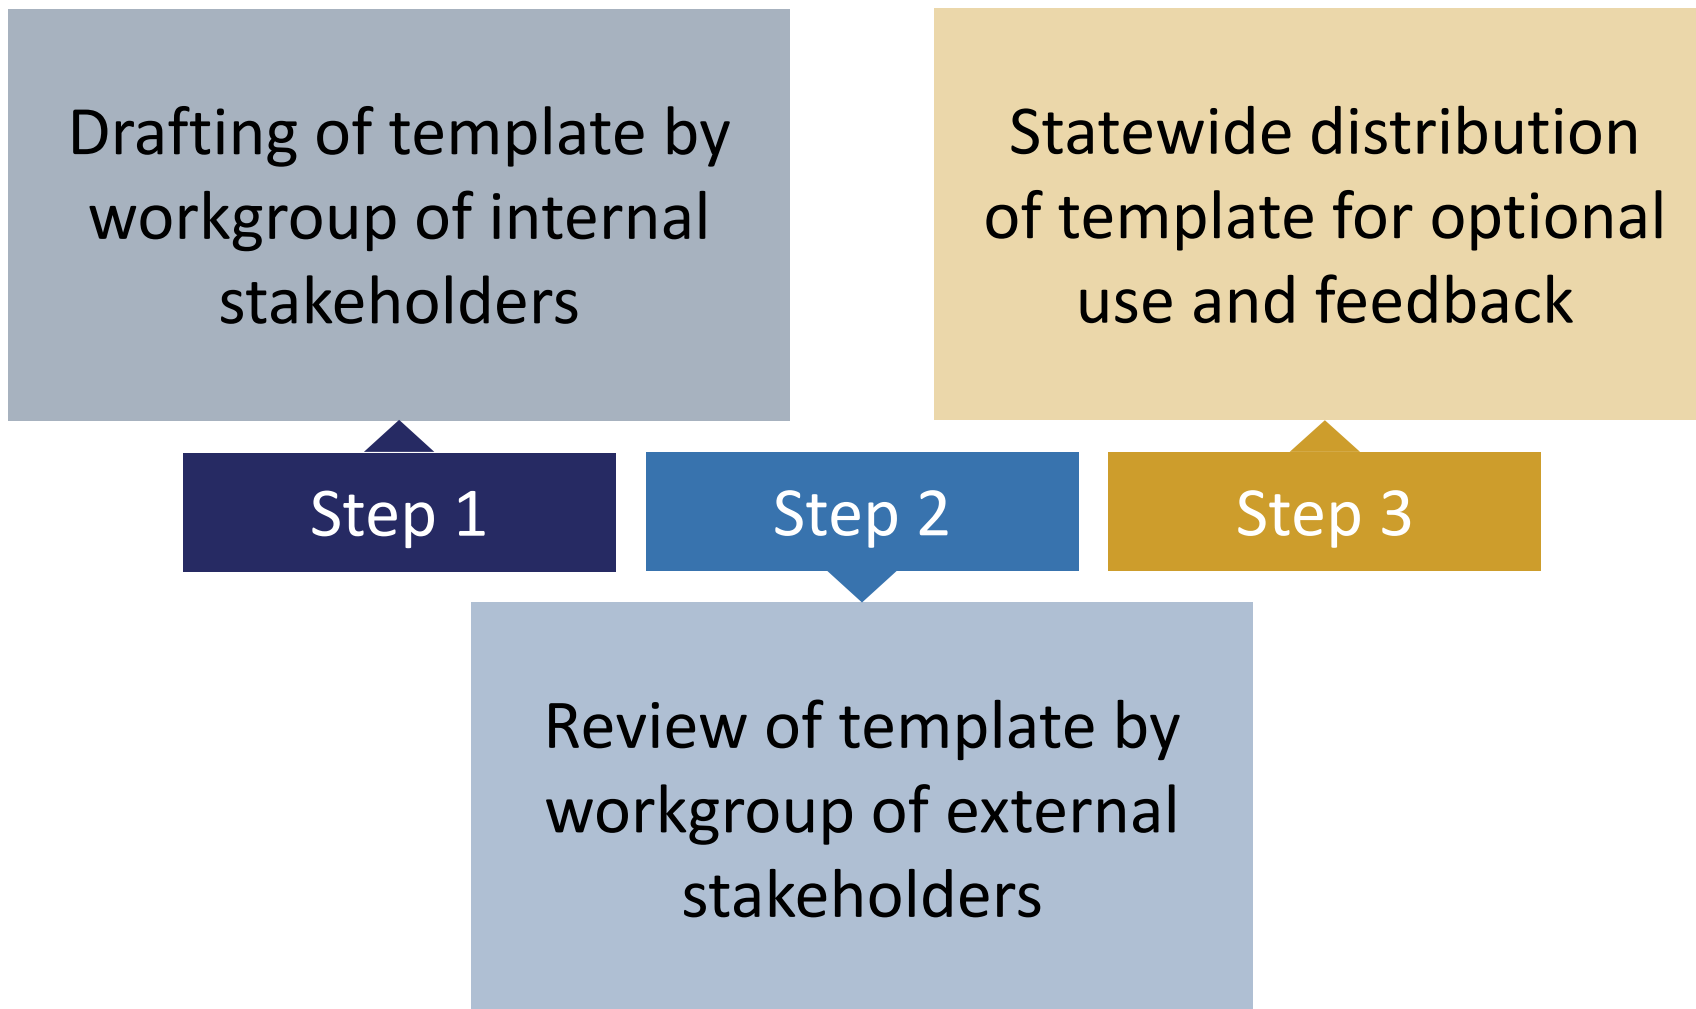 Drafting of template by
workgroup of internal
stakeholders
Step 1
Step 2
Review of template by
workgroup of external
stakeholders
Step 3
Statewide distribution
of template for optional
use and feedback